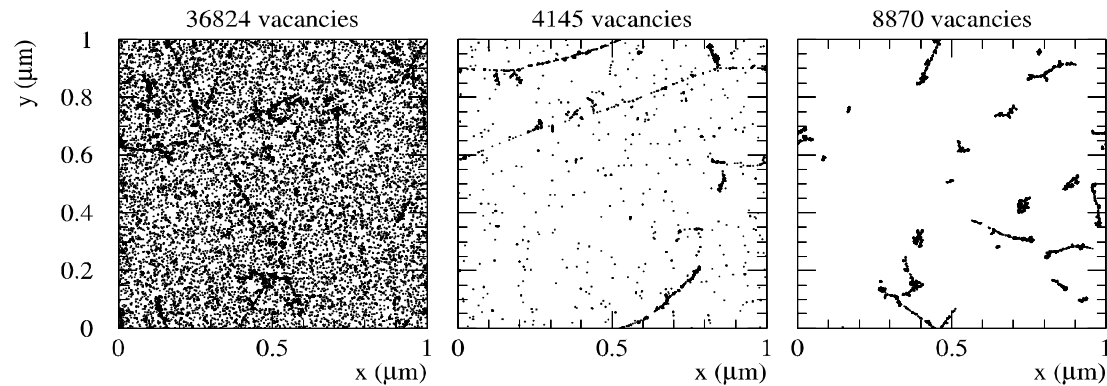 36824 vacancies 4145 vacancies 8870 vacancies
y (μm)
1
0.8
0.6
0.4
0.2
0
0 0.5 1 0 0.5 1 0 0.5 1
x (μm) x (μm) x (μm)